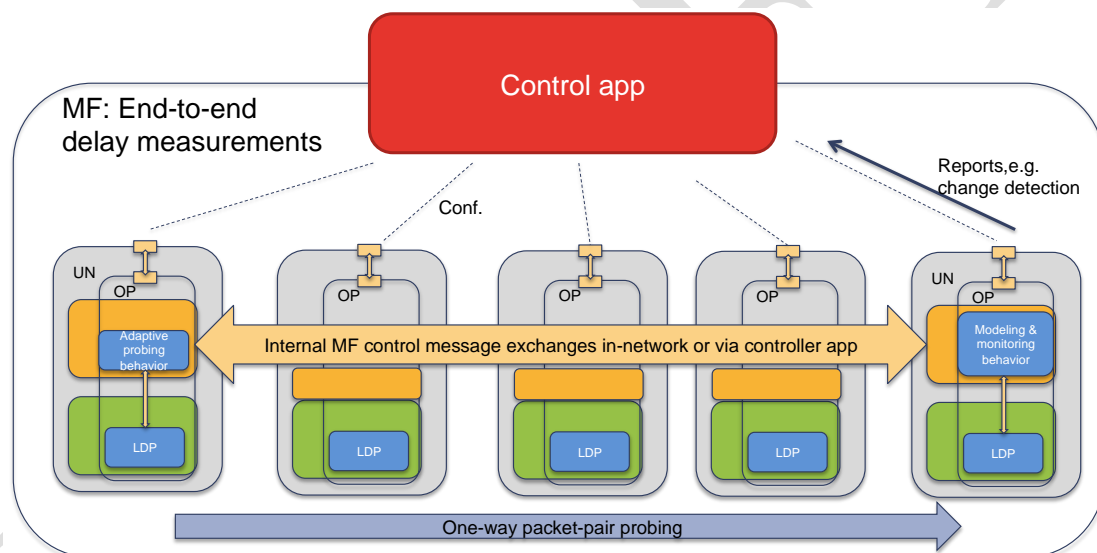 Control app
MF: End-to-end
delay measurements
Reports,e.g.
change detection
Conf.
UN
OP
OP
OP
OP
UN
OP
Adaptive
probing
behavior
Internal MF control message exchanges in-network or via controller app
Modeling &
monitoring
behavior
LDP
LDP
LDP
LDP
LDP
One-way packet-pair probing